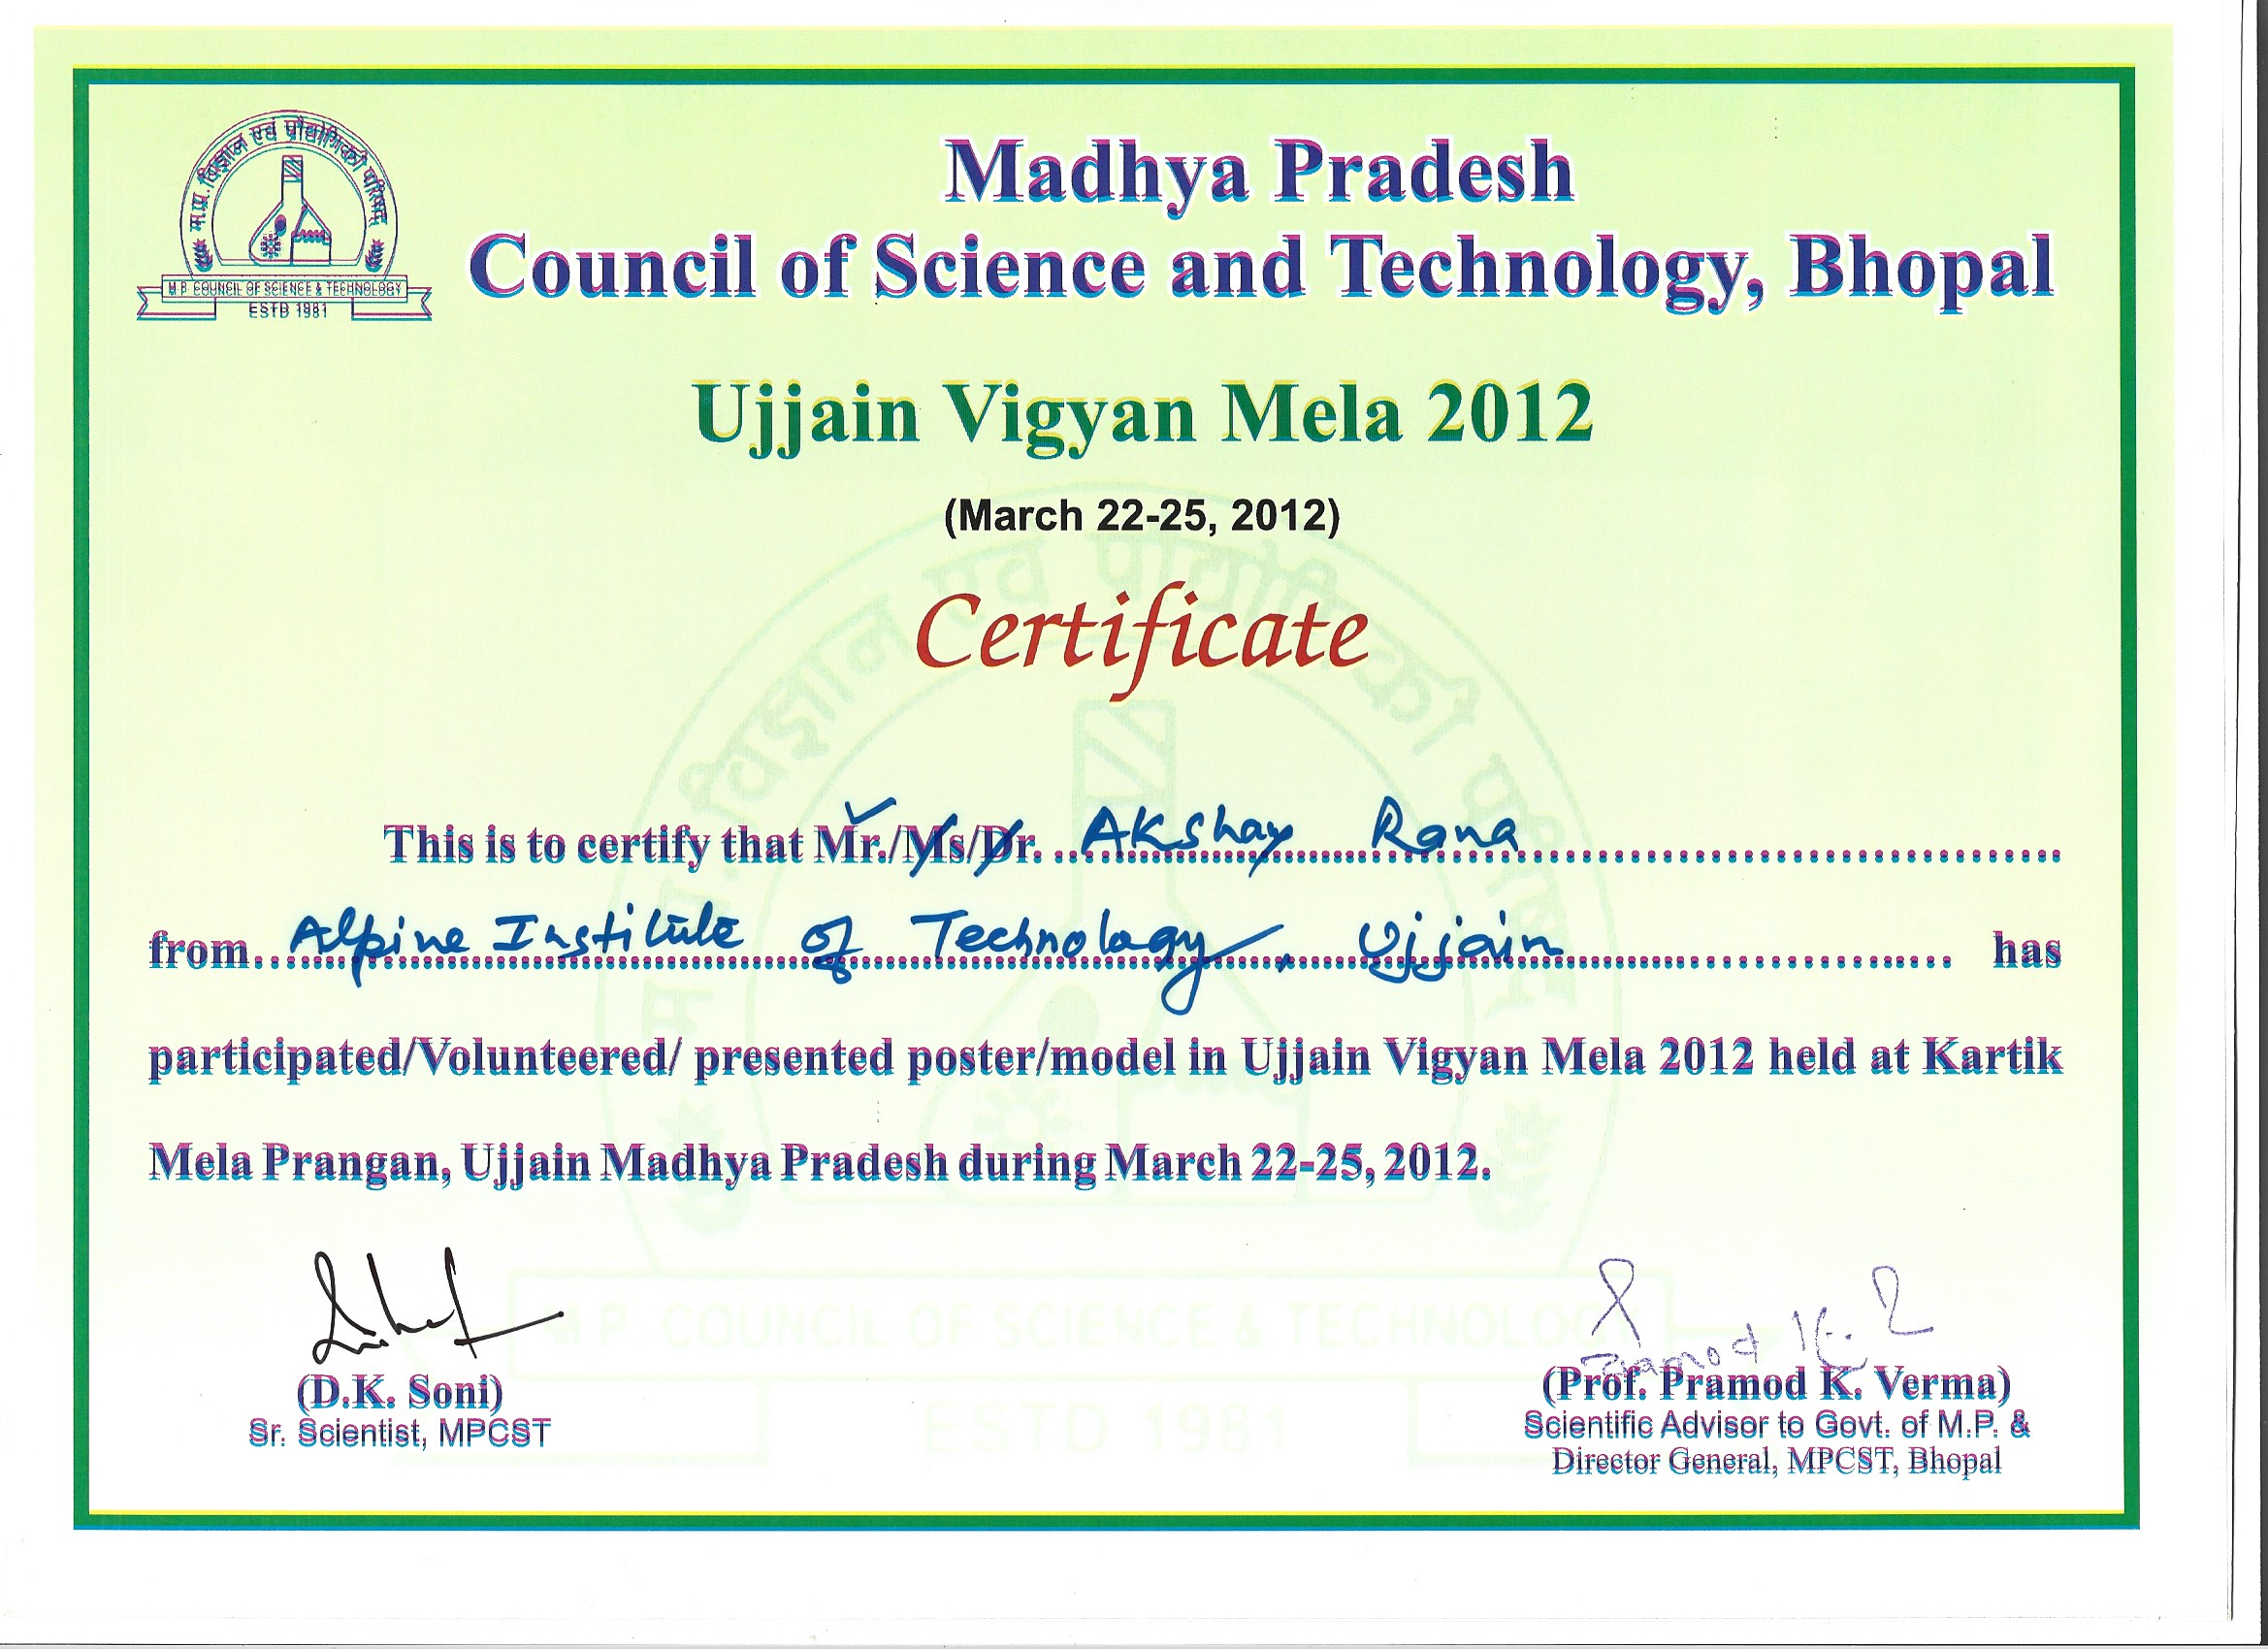 म.प्र. विज्ञान एवं प्रौद्योगिकी परिषद्
M.P. COUNCIL OF SCIENCE & TECHNOLOGY
ESTD 1981
Madhya Pradesh
Council of Science and Technology, Bhopal
Ujjain Vigyan Mela 2012
(March 22-25, 2012)
Certificate
This is to certify that Mr./Ms/Dr. Akshay Rana
from Alpine Institute of Technology, Ujjain has
participated/Volunteered/ presented poster/model in Ujjain Vigyan Mela 2012 held at Kartik
Mela Prangan, Ujjain Madhya Pradesh during March 22-25, 2012.
Pramod K.
(D.K. Soni)
Sr. Scientist, MPCST
(Prof. Pramod K. Verma)
Scientific Advisor to Govt. of M.P. &
Director General, MPCST, Bhopal
म.प्र. विज्ञान एवं प्रौद्योगिकी परिषद्
M.P. COUNCIL OF SCIENCE & TECHNOLOGY
ESTD 1981